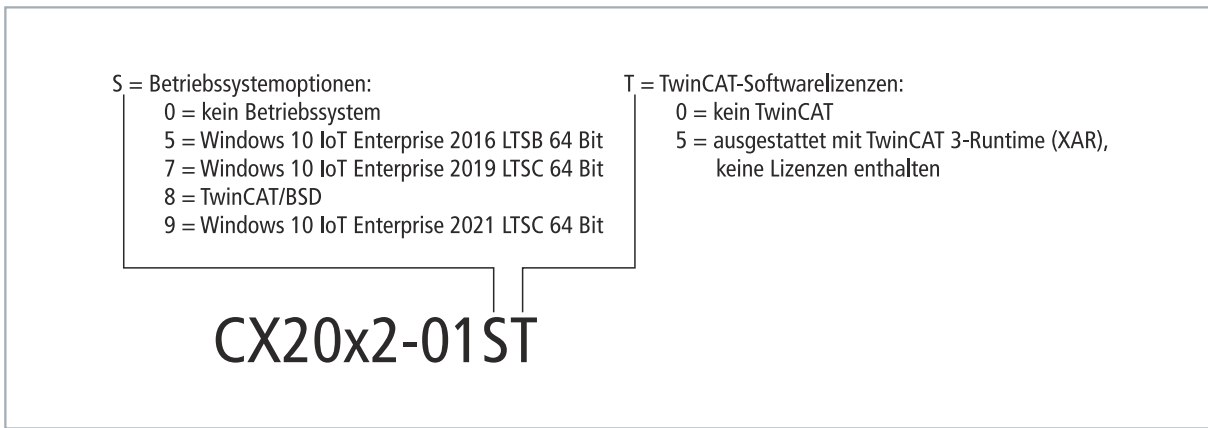 S = Betriebssystemoptionen:
0 = kein Betriebssystem
5 = Windows 10 IoT Enterprise 2016 LTSB 64 Bit
7 = Windows 10 IoT Enterprise 2019 LTSC 64 Bit
8 = TwinCAT/BSD
9 = Windows 10 IoT Enterprise 2021 LTSC 64 Bit
T = TwinCAT-Softwarelizenzen:
0 = kein TwinCAT
5 = ausgestattet mit TwinCAT 3-Runtime (XAR),
keine Lizenzen enthalten
CX20x2-01ST